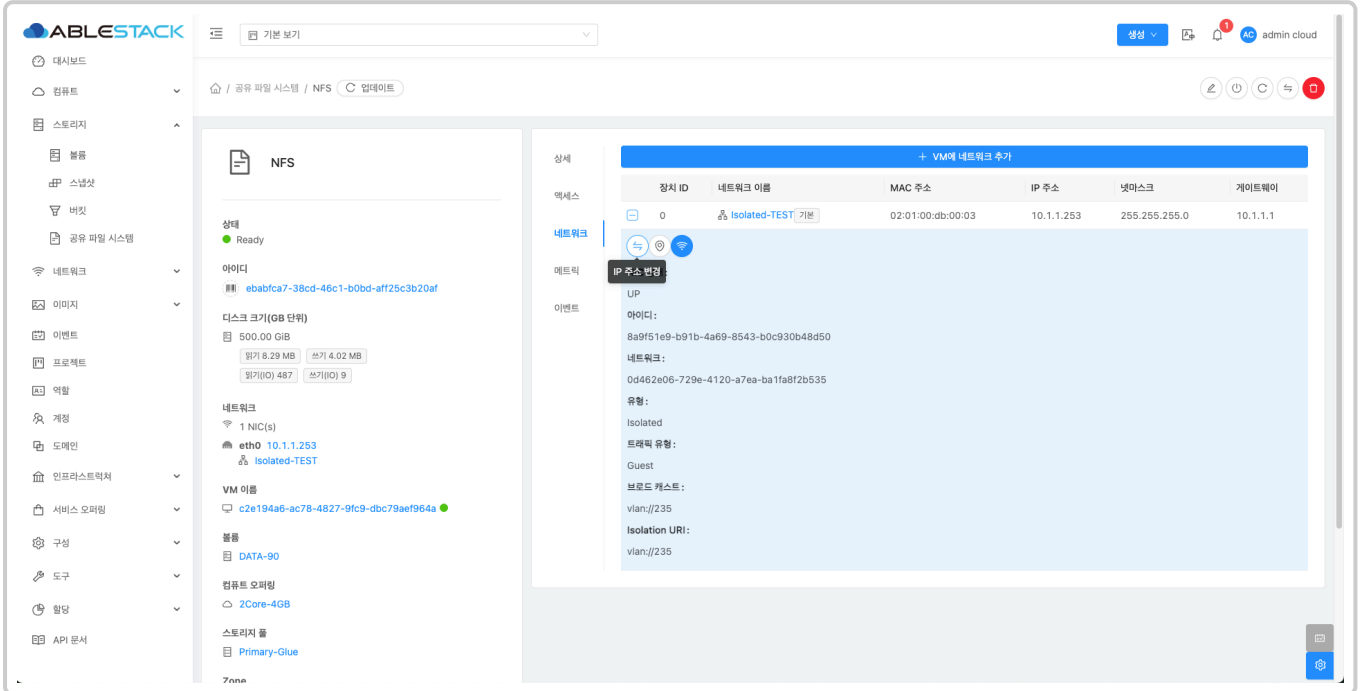 ABLESTACK
기본 보기
생성
1
AC
admin cloud
대시보드
컴퓨트
스토리지
볼륨
스냅샷
버킷
공유 파일 시스템
네트워크
이미지
이벤트
프로젝트
역할
계정
도메인
인프라스트럭쳐
서비스 오퍼링
구성
도구
할당
API 문서
/ 공유 파일 시스템 / NFS 업데이트
NFS
상태
Ready
아이디
ebabfca7-38cd-46c1-b0bd-aff25c3b20af
디스크 크기(GB 단위)
500.00 GiB
읽기 8.29 MB 쓰기 4.02 MB
읽기(IO) 487 쓰기(IO) 9
네트워크
1 NIC(s)
eth0 10.1.1.253
Isolated-TEST
VM 이름
c2e194a6-ac78-4827-9fc9-dbc79aef964a
볼륨
DATA-90
컴퓨트 오퍼링
2Core-4GB
스토리지 풀
Primary-Glue
Zone
상세
액세스
네트워크
메트릭
이벤트
+ VM에 네트워크 추가
장치 ID 네트워크 이름 MAC 주소 IP 주소 넷마스크 게이트웨이
0 Isolated-TEST 기본 02:01:00:db:00:03 10.1.1.253 255.255.255.0 10.1.1.1
IP 주소 변경
UP
아이디 :
8a9f51e9-b91b-4a69-8543-b0c930b48d50
네트워크 :
0d462e06-729e-4120-a7ea-ba1fa8f2b535
유형 :
Isolated
트래픽 유형 :
Guest
브로드 캐스트 :
vlan://235
Isolation URI :
vlan://235